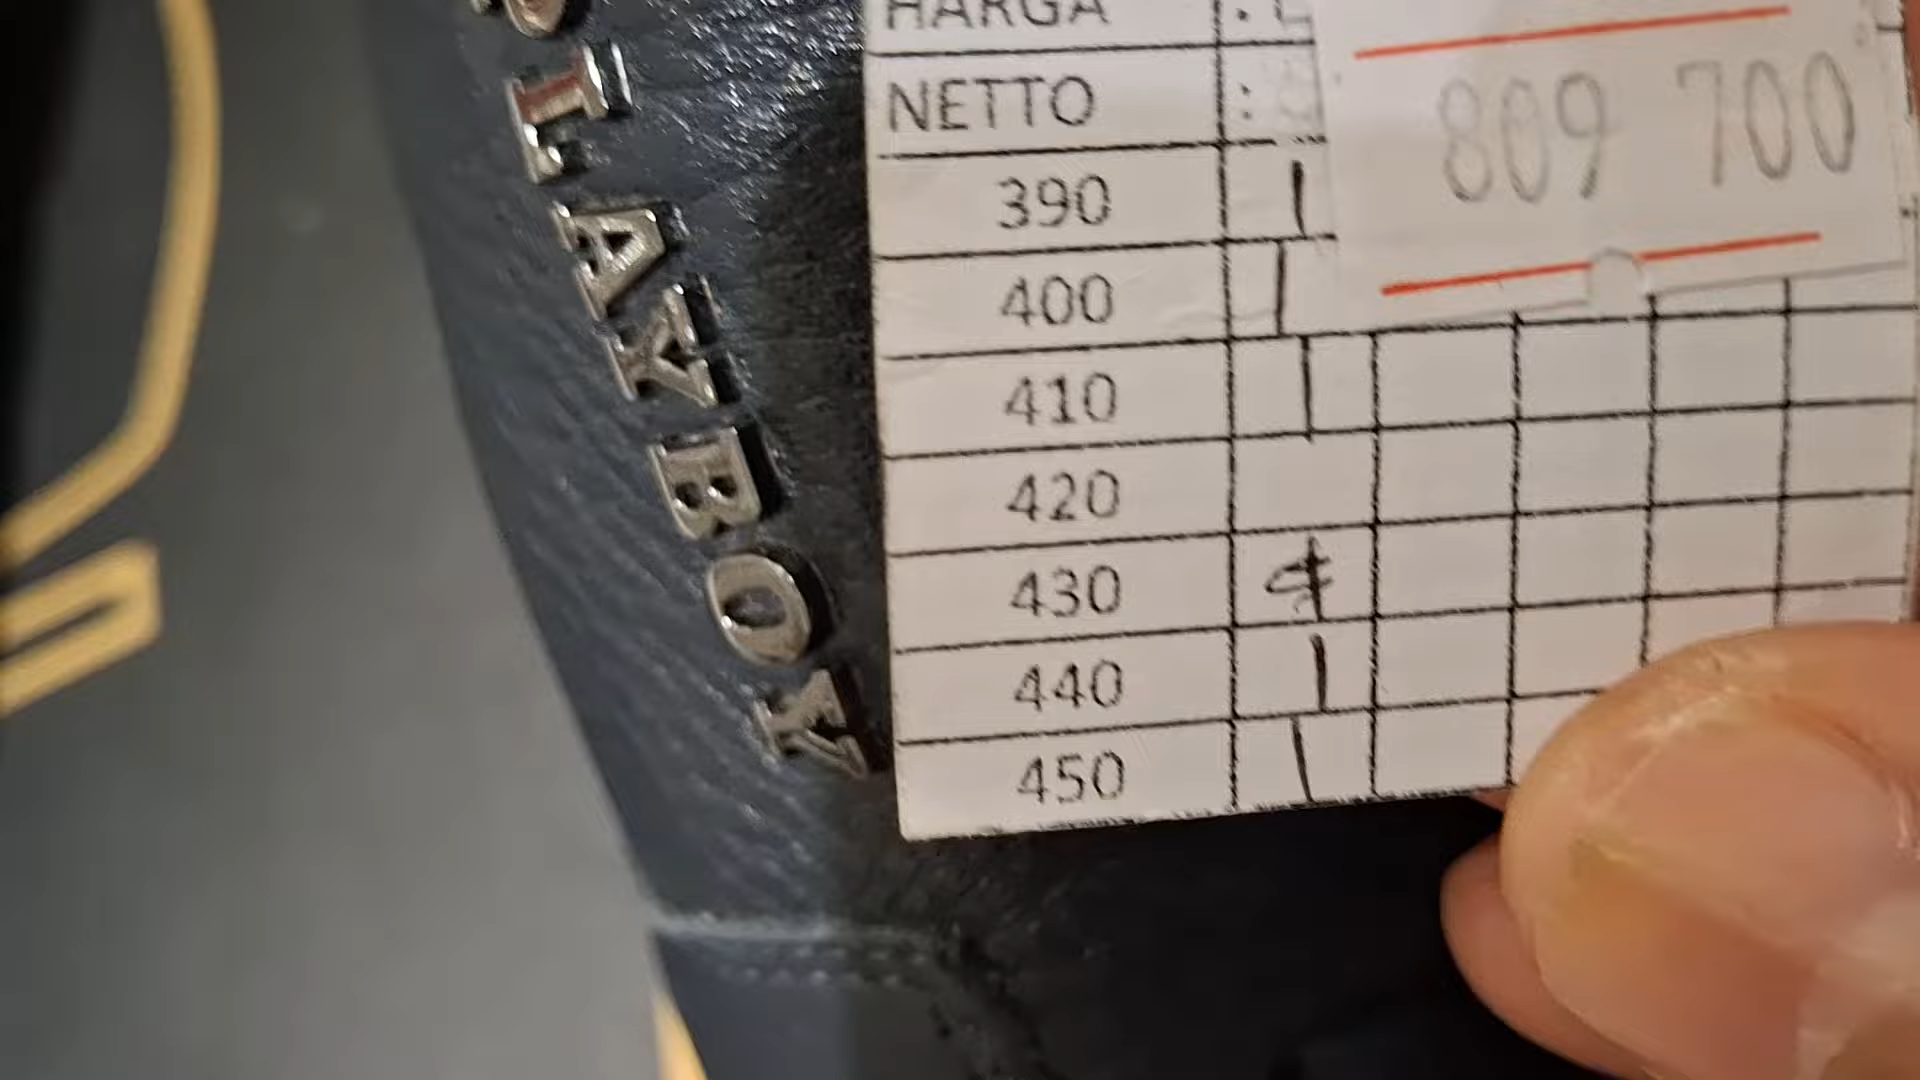 PLAYBOY
HARGA :
NETTO :
809 700
390 |
400 |
410 |
420
430
440 |
450 |